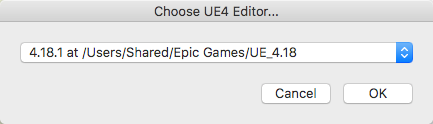 Choose UE4 Editor...
4.18.1 at /Users/Shared/Epic Games/UE_4.18
Cancel
OK